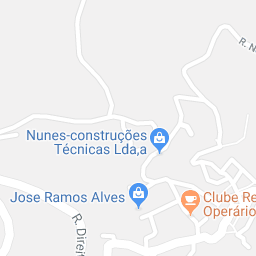 R. N
Nunes-construções
Técnicas Lda,a
Jose Ramos Alves
Clube Re
Operário
R. Direi